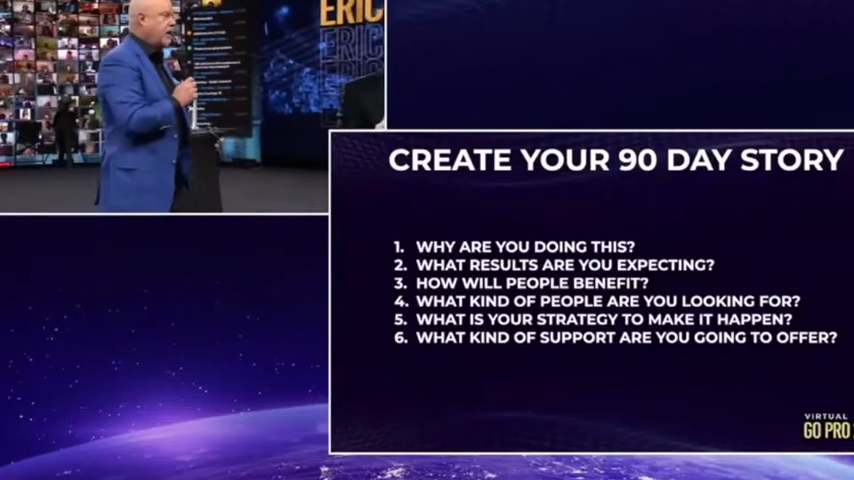 ERIC
ERIC
CREATE YOUR 90 DAY STORY
1. WHY ARE YOU DOING THIS?
2. WHAT RESULTS ARE YOU EXPECTING?
3. HOW WILL PEOPLE BENEFIT?
4. WHAT KIND OF PEOPLE ARE YOU LOOKING FOR?
5. WHAT IS YOUR STRATEGY TO MAKE IT HAPPEN?
6. WHAT KIND OF SUPPORT ARE YOU GOING TO OFFER?
VIRTUAL
GO PRO